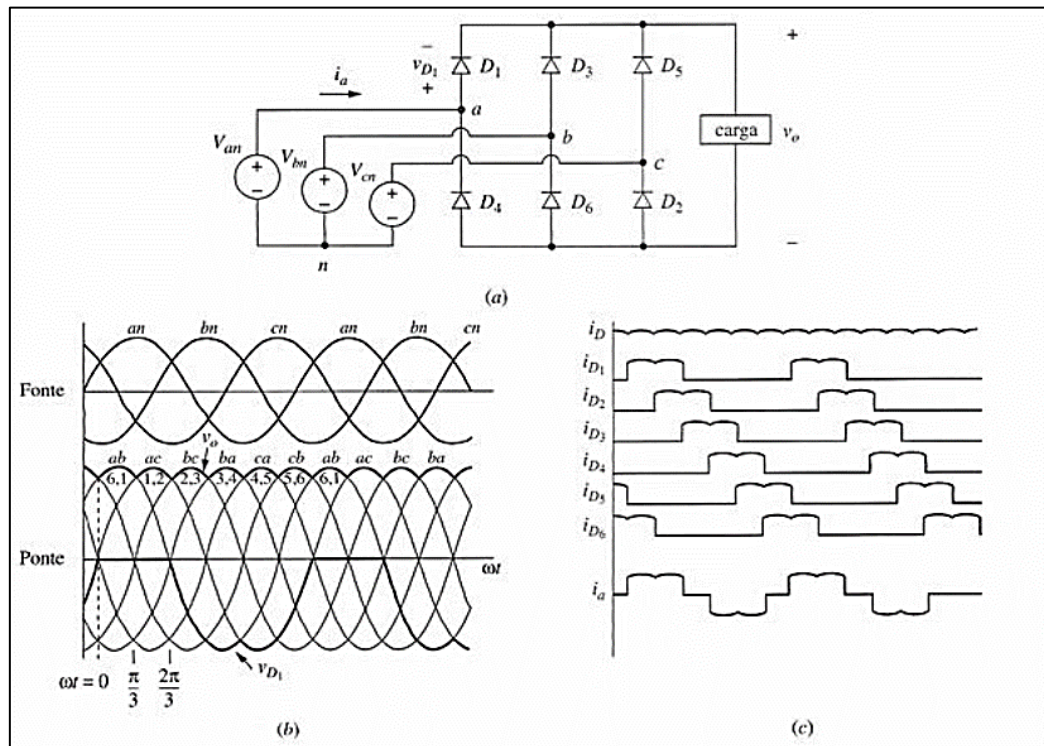 − +
v_D1 D1 D3 D5
i_a +
a
V_an V_bn b carga v_o
V_cn c
+ + +
− − −
D4 D6 D2
n −
(a)
an bn cn an bn cn
Fonte
v_o
ab ac bc ba ca cb ab ac bc ba
6,1 1,2 2,3 3,4 4,5 5,6 6,1
Ponte
ωt
v_D1
ωt = 0 π/3 2π/3
(b)
i_D
i_D1
i_D2
i_D3
i_D4
i_D5
i_D6
i_a
(c)